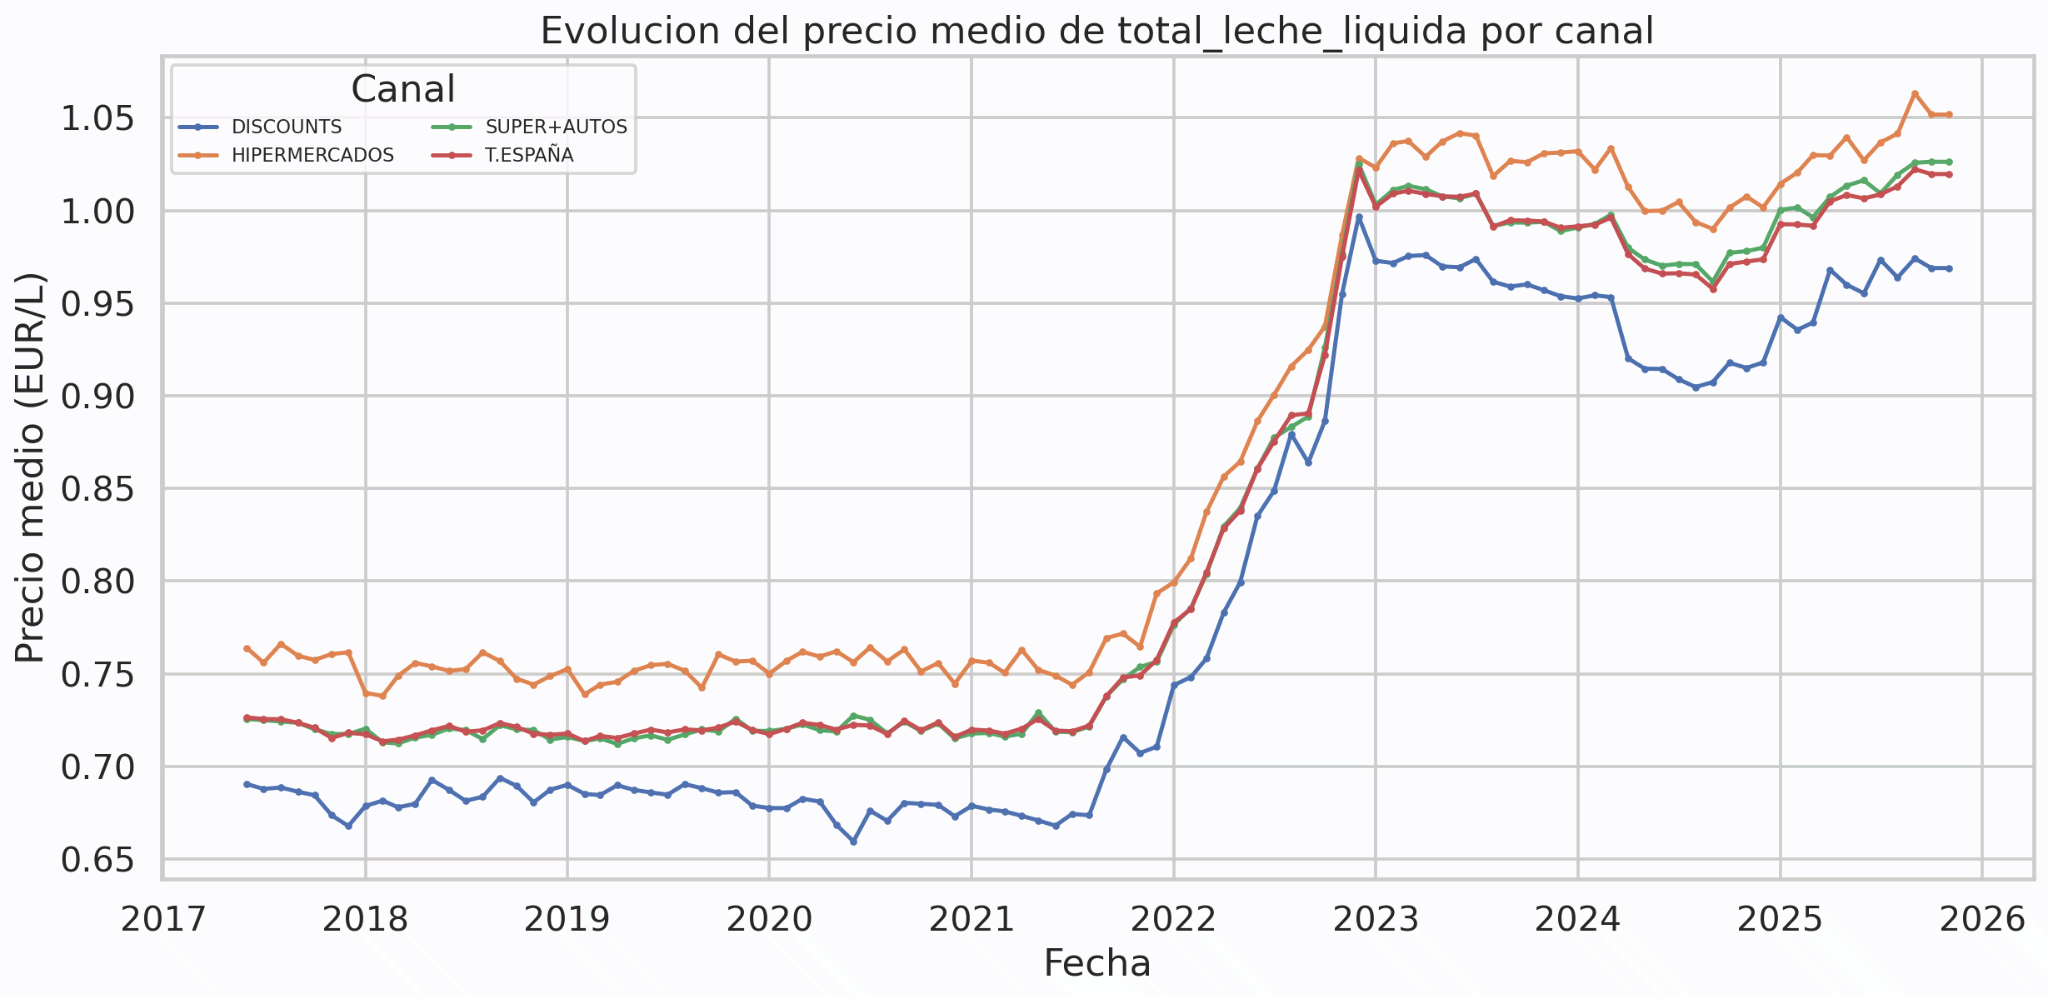 Evolucion del precio medio de total_leche_liquida por canal
Canal
DISCOUNTS
HIPERMERCADOS
SUPER+AUTOS
T.ESPAÑA
Precio medio (EUR/L)
1.05
1.00
0.95
0.90
0.85
0.80
0.75
0.70
0.65
2017 2018 2019 2020 2021 2022 2023 2024 2025 2026
Fecha